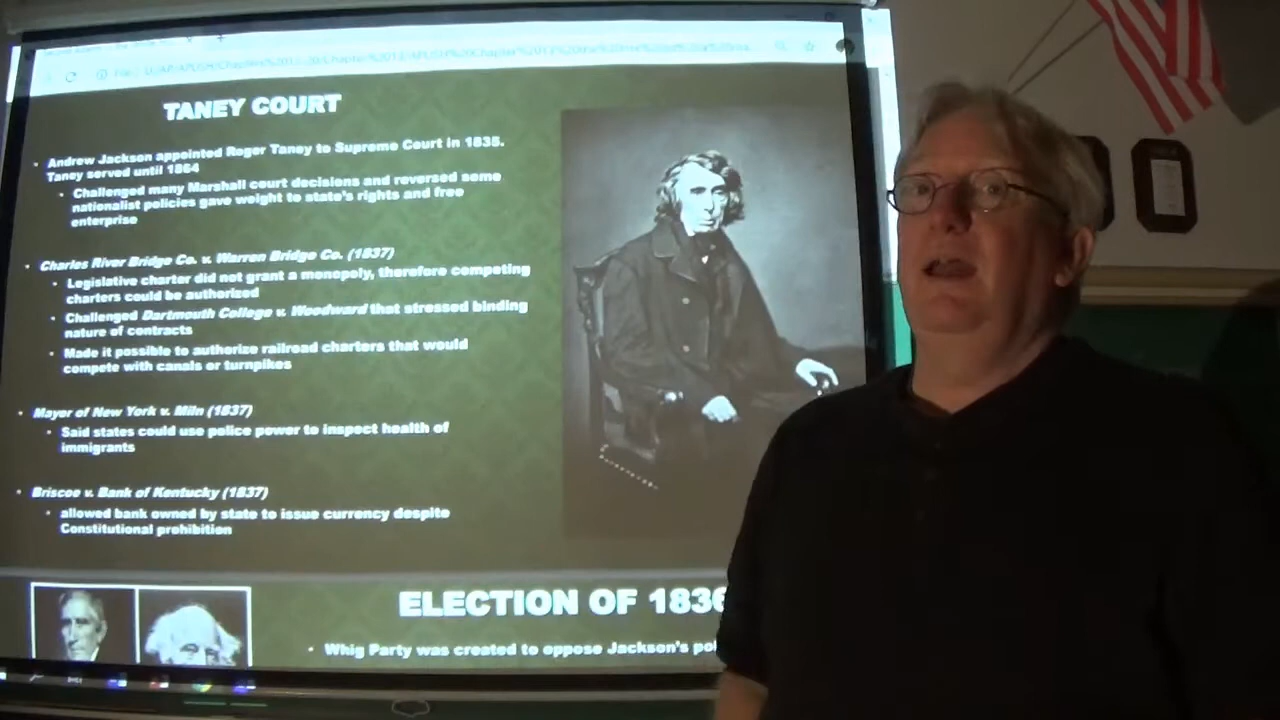 TANEY COURT
Andrew Jackson appointed Roger Taney to Supreme Court in 1835.
Taney served until 1864
Challenged many Marshall court decisions and reversed some
nationalist policies gave weight to state's rights and free
enterprise
Charles River Bridge Co. v. Warren Bridge Co. (1837)
Legislative charter did not grant a monopoly, therefore competing
charters could be authorized
Challenged Dartmouth College v. Woodward that stressed binding
nature of contracts
Made it possible to authorize railroad charters that would
compete with canals or turnpikes
Mayor of New York v. Miln (1837)
Said states could use police power to inspect health of
immigrants
Briscoe v. Bank of Kentucky (1837)
allowed bank owned by state to issue currency despite
Constitutional prohibition
ELECTION OF 1836
Whig Party was created to oppose Jackson's